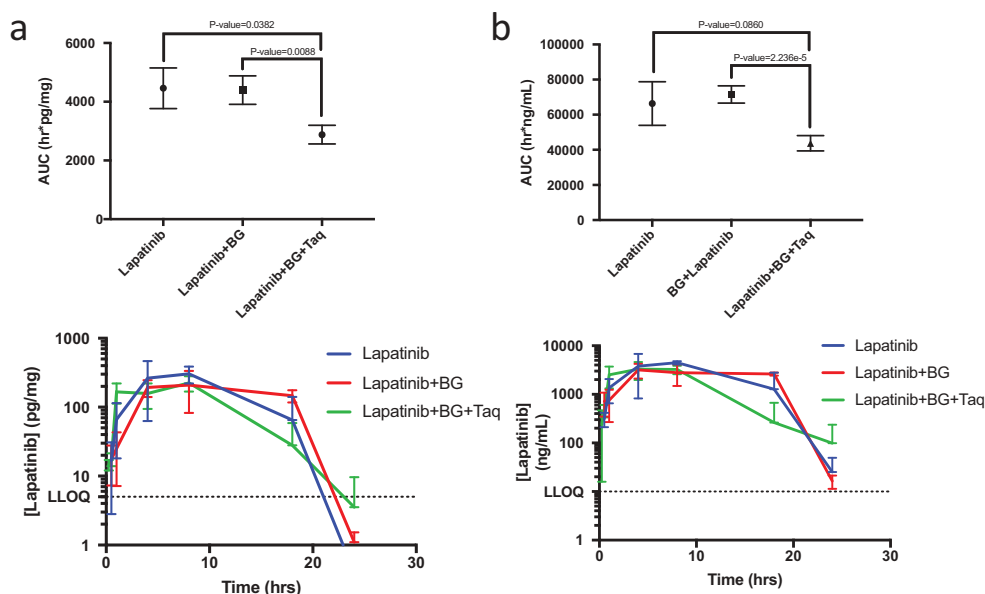 a
P-value=0.0382
P-value=0.0088
AUC (hr*pg/mg)
6000
4000
2000
0
Lapatinib
Lapatinib+BG
Lapatinib+BG+Taq
b
P-value=0.0860
P-value=2.236e-5
AUC (hr*ng/mL)
100000
80000
60000
40000
20000
0
Lapatinib
BG+Lapatinib
Lapatinib+BG+Taq
[Lapatinib] (pg/mg)
1000
100
10
LLOQ
1
0
10
20
30
Time (hrs)
Lapatinib
Lapatinib+BG
Lapatinib+BG+Taq
[Lapatinib]
(ng/mL)
10000
1000
100
LLOQ
1
0
10
20
30
Time (hrs)
Lapatinib
Lapatinib+BG
Lapatinib+BG+Taq